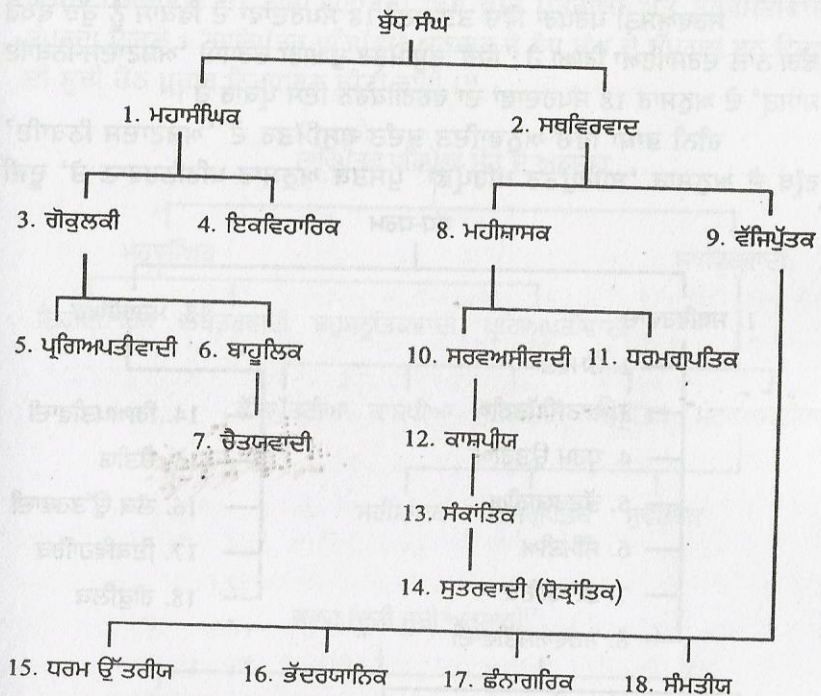 ਬੁੱਧ ਸੰਘ
1. ਮਹਾਸੰਘਿਕ
2. ਸਥਵਿਰਵਾਦ
3. ਗੋਕੁਲਕੀ
4. ਇਕਵਿਹਾਰਿਕ
8. ਮਹੀਸ਼ਾਸਕ
9. ਵੱਜਿਪੁੱਤਕ
5. ਪ੍ਰਗਿਅਪਤੀਵਾਦੀ
6. ਬਾਹੂਲਿਕ
10. ਸਰਵਅਸੀਵਾਦੀ
11. ਧਰਮਗੁਪਤਿਕ
7. ਚੈਤਯਵਾਦੀ
12. ਕਾਸ਼ਪੀਯ
13. ਸੰਕਾਂਤਿਕ
14. ਸੁਤਰਵਾਦੀ (ਸੋਤ੍ਰਾਂਤਿਕ)
15. ਧਰਮ ਉੱਤਰੀਯ
16. ਭੱਦਰਯਾਨਿਕ
17. ਛੰਨਾਗਰਿਕ
18. ਸੰਮਤੀਯ